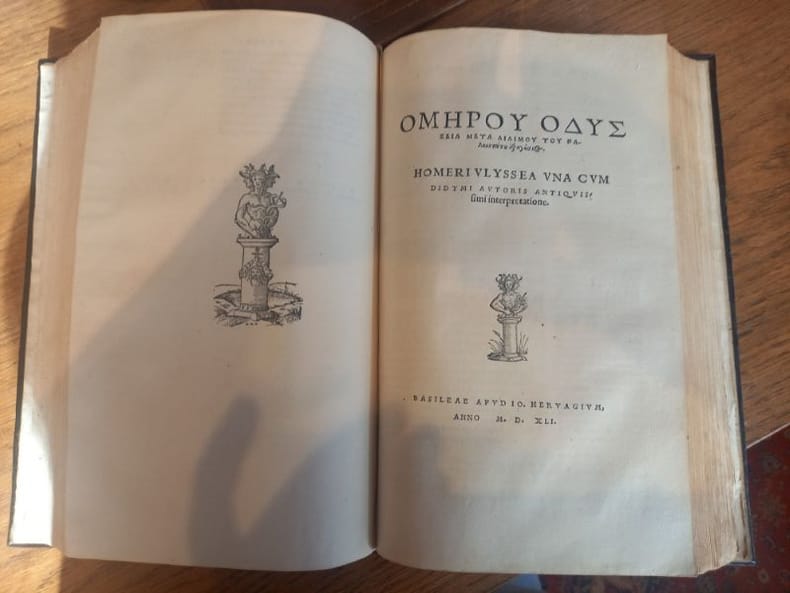 ΟΜΗΡΟΥ ΟΔΥΣ
ΣΕΙΑ ΜΕΤΑ ΔΙΔΙΜΟΥ ΤΟΥ ΠΑ-
HOMERI VLYSSEA VNA CVM
DIDYMI AVTORIS ANTIQVIS/
simi interpretatione.
BASILEAE APVD IO. HERVAGIVM,
ANNO M. D. XLI.